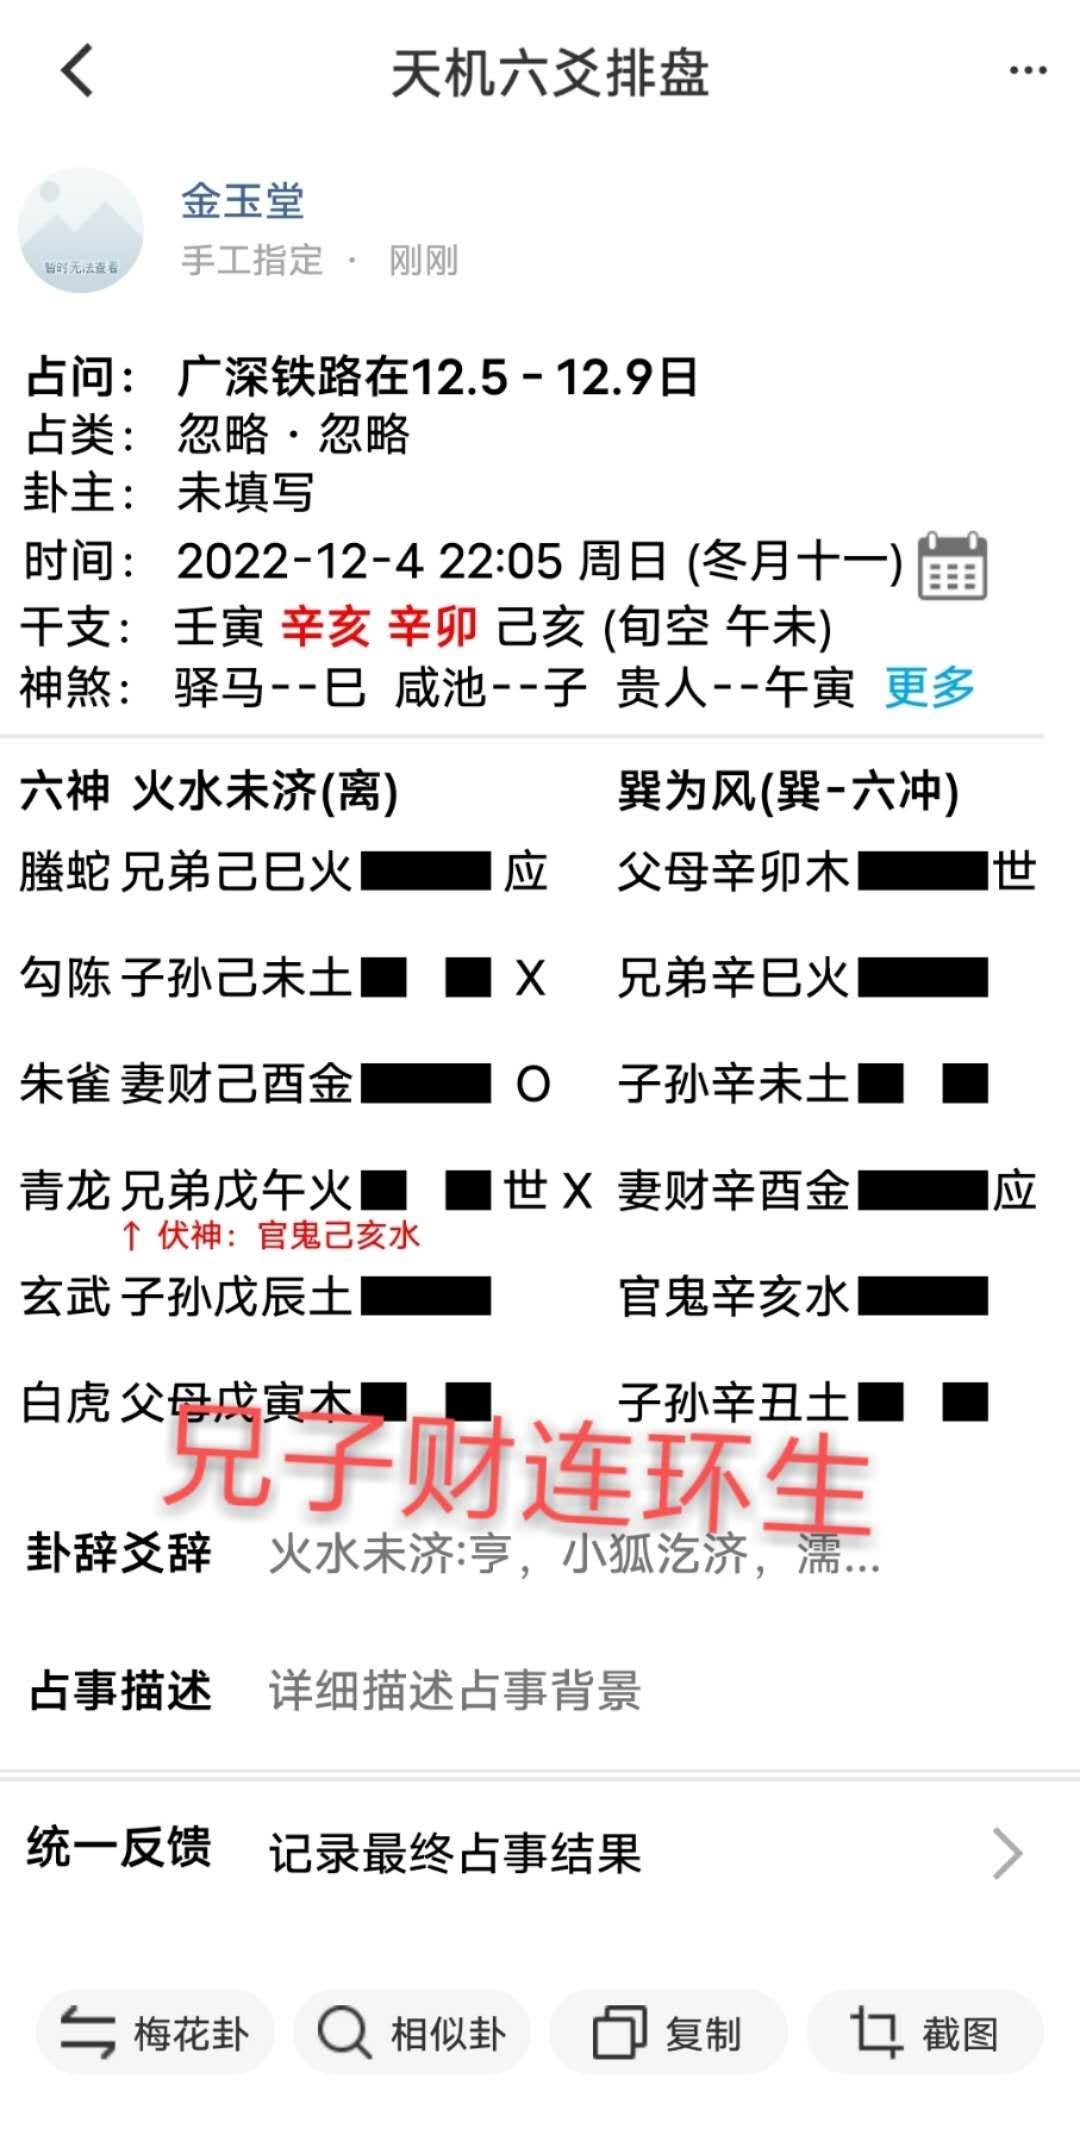 天机六爻排盘
暂时无法查看
金玉堂
手工指定 · 刚刚
占问： 广深铁路在12.5-12.9日
占类： 忽略·忽略
卦主： 未填写
时间： 2022-12-4 22:05 周日 (冬月十一)
干支： 壬寅 辛亥 辛卯 己亥 (旬空 午未)
神煞： 驿马--巳 咸池--子 贵人--午寅 更多
六神 火水未济(离) 巽为风(巽-六冲)
螣蛇 兄弟己巳火 应 父母辛卯木 世
勾陈 子孙己未土 X 兄弟辛巳火
朱雀 妻财己酉金 O 子孙辛未土
青龙 兄弟戊午火 世 X 妻财辛酉金 应
↑ 伏神：官鬼己亥水
玄武 子孙戊辰土 官鬼辛亥水
白虎 父母戊寅木 子孙辛丑土
兄子财连环生
卦辞爻辞 火水未济:亨，小狐汔济，濡...
占事描述 详细描述占事背景
统一反馈 记录最终占事结果
梅花卦 相似卦 复制 截图